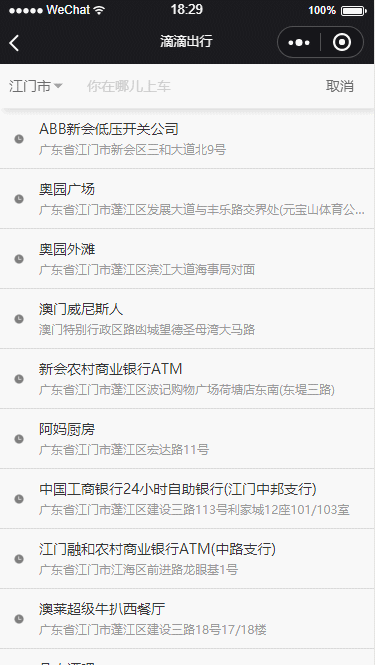 WeChat 18:29 100%
滴滴出行
江门市 你在哪儿上车 取消
ABB新会低压开关公司
广东省江门市新会区三和大道北9号
奥园广场
广东省江门市蓬江区发展大道与丰乐路交界处(元宝山体育公...
奥园外滩
广东省江门市蓬江区滨江大道海事局对面
澳门威尼斯人
澳门特别行政区路凼城望德圣母湾大马路
新会农村商业银行ATM
广东省江门市蓬江区波记购物广场荷塘店东南(东堤三路)
阿妈厨房
广东省江门市蓬江区宏达路11号
中国工商银行24小时自助银行(江门中邦支行)
广东省江门市蓬江区建设三路113号利家城12座101/103室
江门融和农村商业银行ATM(中路支行)
广东省江门市江海区前进路龙眼基1号
澳莱超级牛扒西餐厅
广东省江门市蓬江区建设三路18号17/18楼